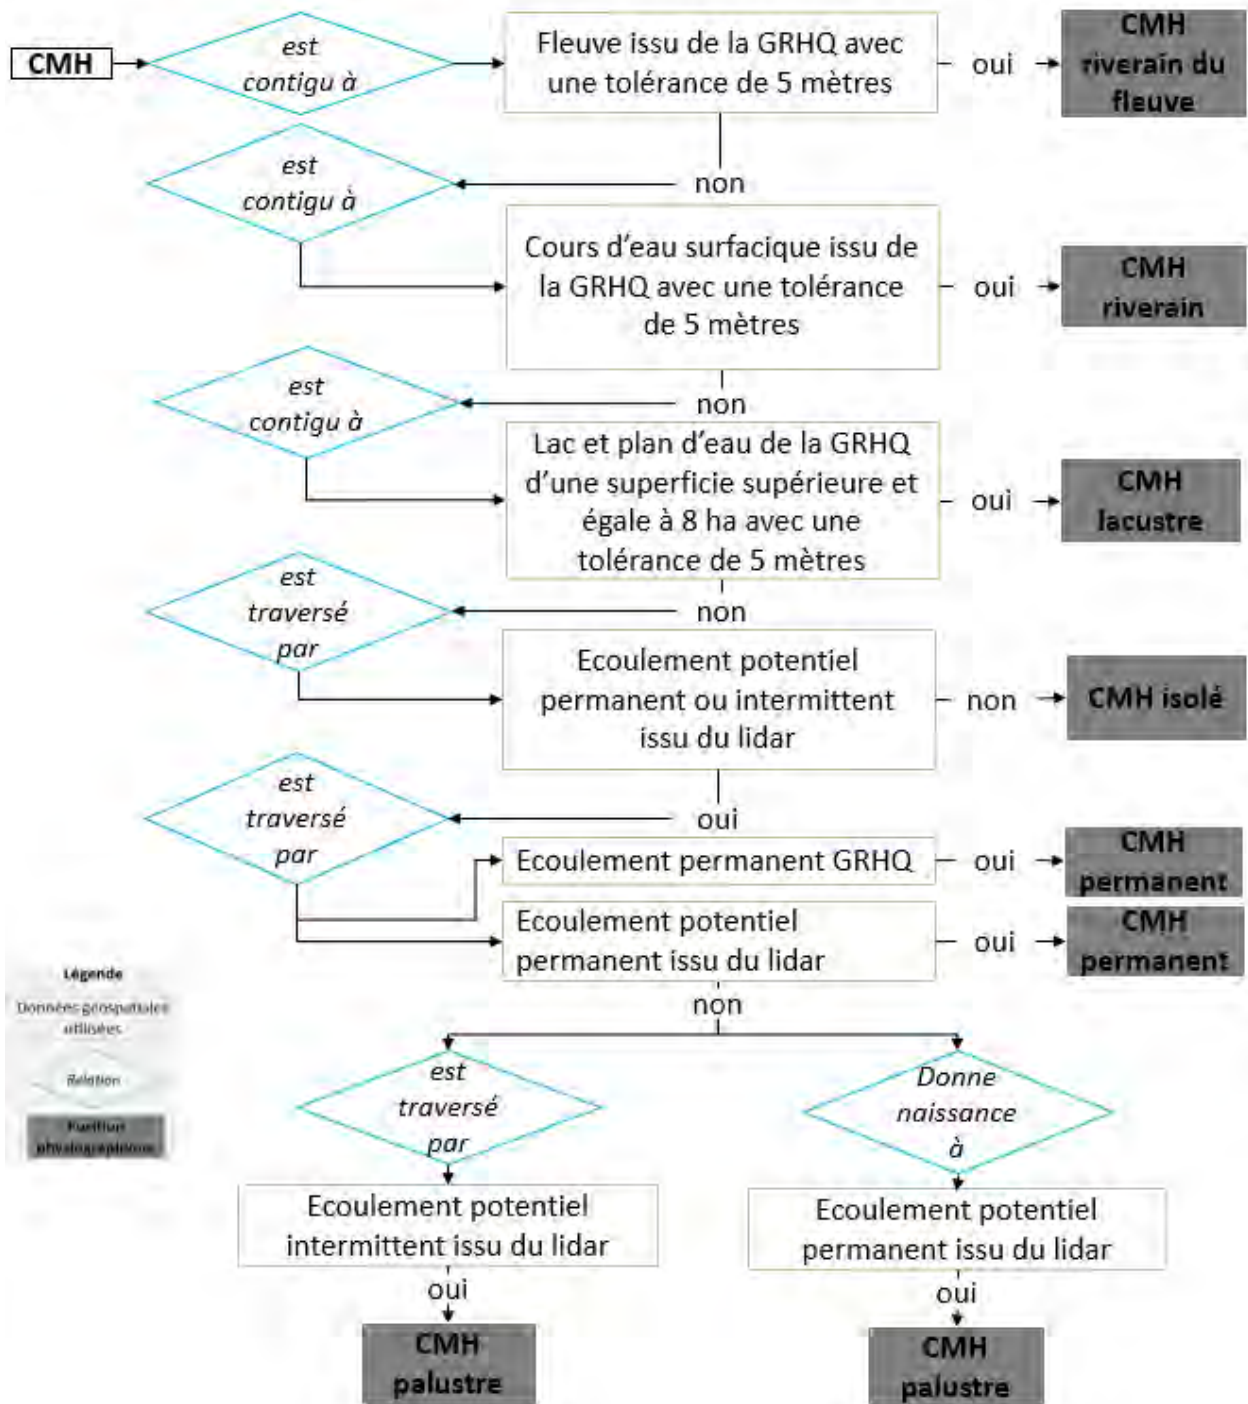 CMH
est
contigu à
Fleuve issu de la GRHQ avec
une tolérance de 5 mètres
oui
CMH
riverain du
fleuve
non
est
contigu à
Cours d'eau surfacique issu de
la GRHQ avec une tolérance
de 5 mètres
oui
CMH
riverain
non
est
contigu à
Lac et plan d'eau de la GRHQ
d'une superficie supérieure et
égale à 8 ha avec une
tolérance de 5 mètres
oui
CMH
lacustre
non
est
traversé
par
Ecoulement potentiel
permanent ou intermittent
issu du lidar
non
CMH isolé
oui
est
traversé
par
Ecoulement permanent GRHQ
oui
CMH
permanent
Ecoulement potentiel
permanent issu du lidar
oui
CMH
permanent
non
Légende
Données géospatiales
utilisées
Relation
physiographique
est
traversé
par
Donne
naissance
à
Ecoulement potentiel
intermittent issu du lidar
Ecoulement potentiel
permanent issu du lidar
oui
oui
CMH
palustre
CMH
palustre